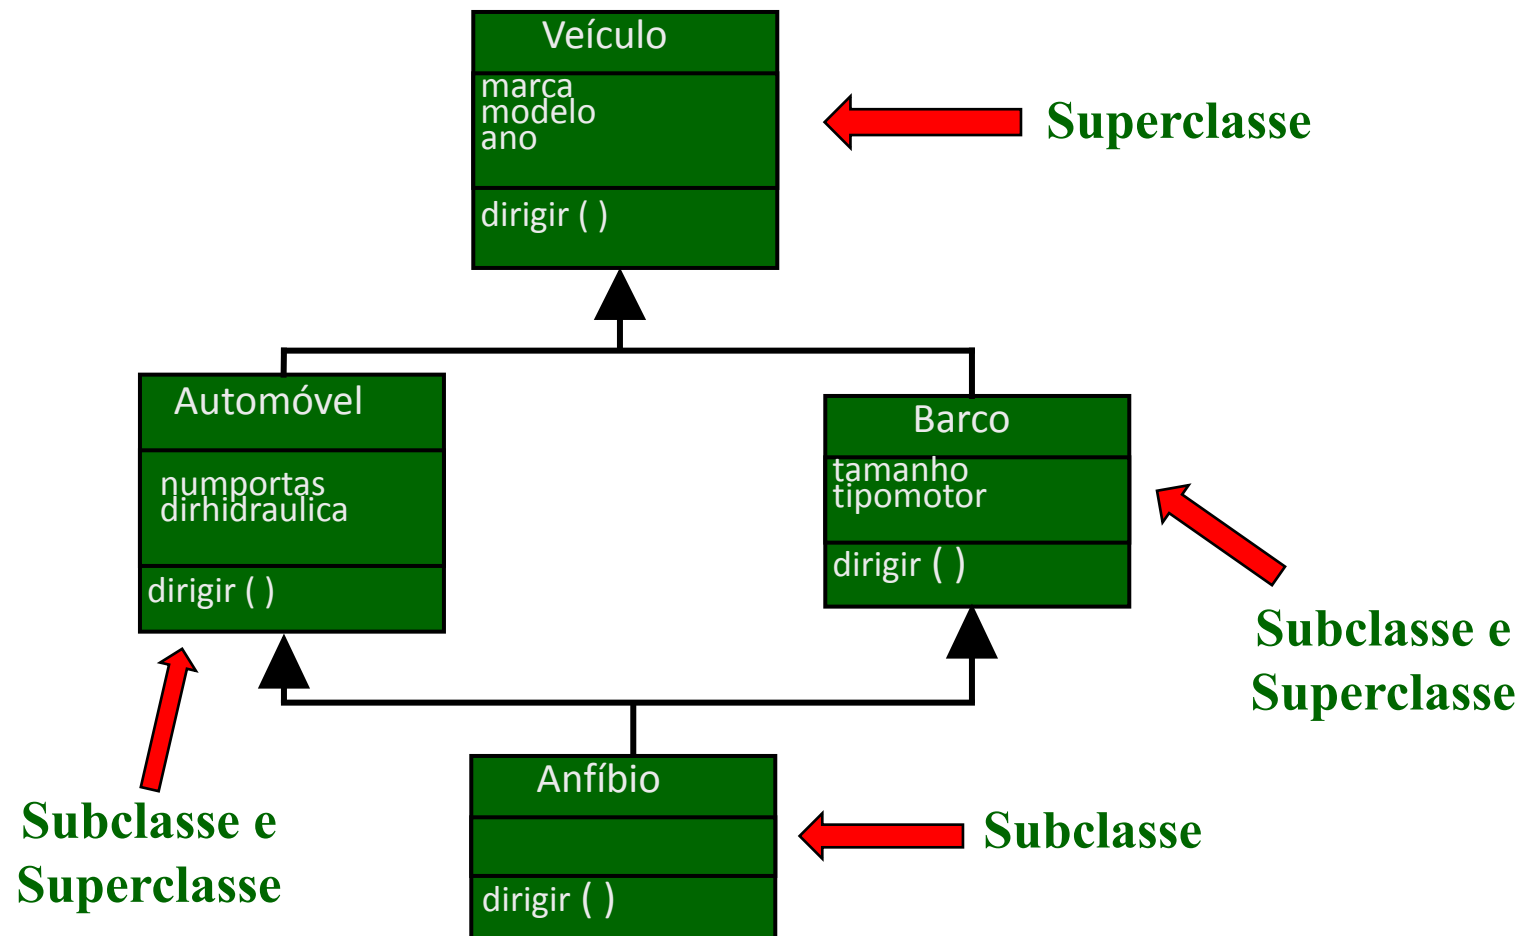 Veículo
marca
modelo
ano
dirigir ( )
Superclasse
Automóvel
numportas
dirhidraulica
dirigir ( )
Barco
tamanho
tipomotor
dirigir ( )
Subclasse e
Superclasse
Subclasse e
Superclasse
Anfíbio
dirigir ( )
Subclasse